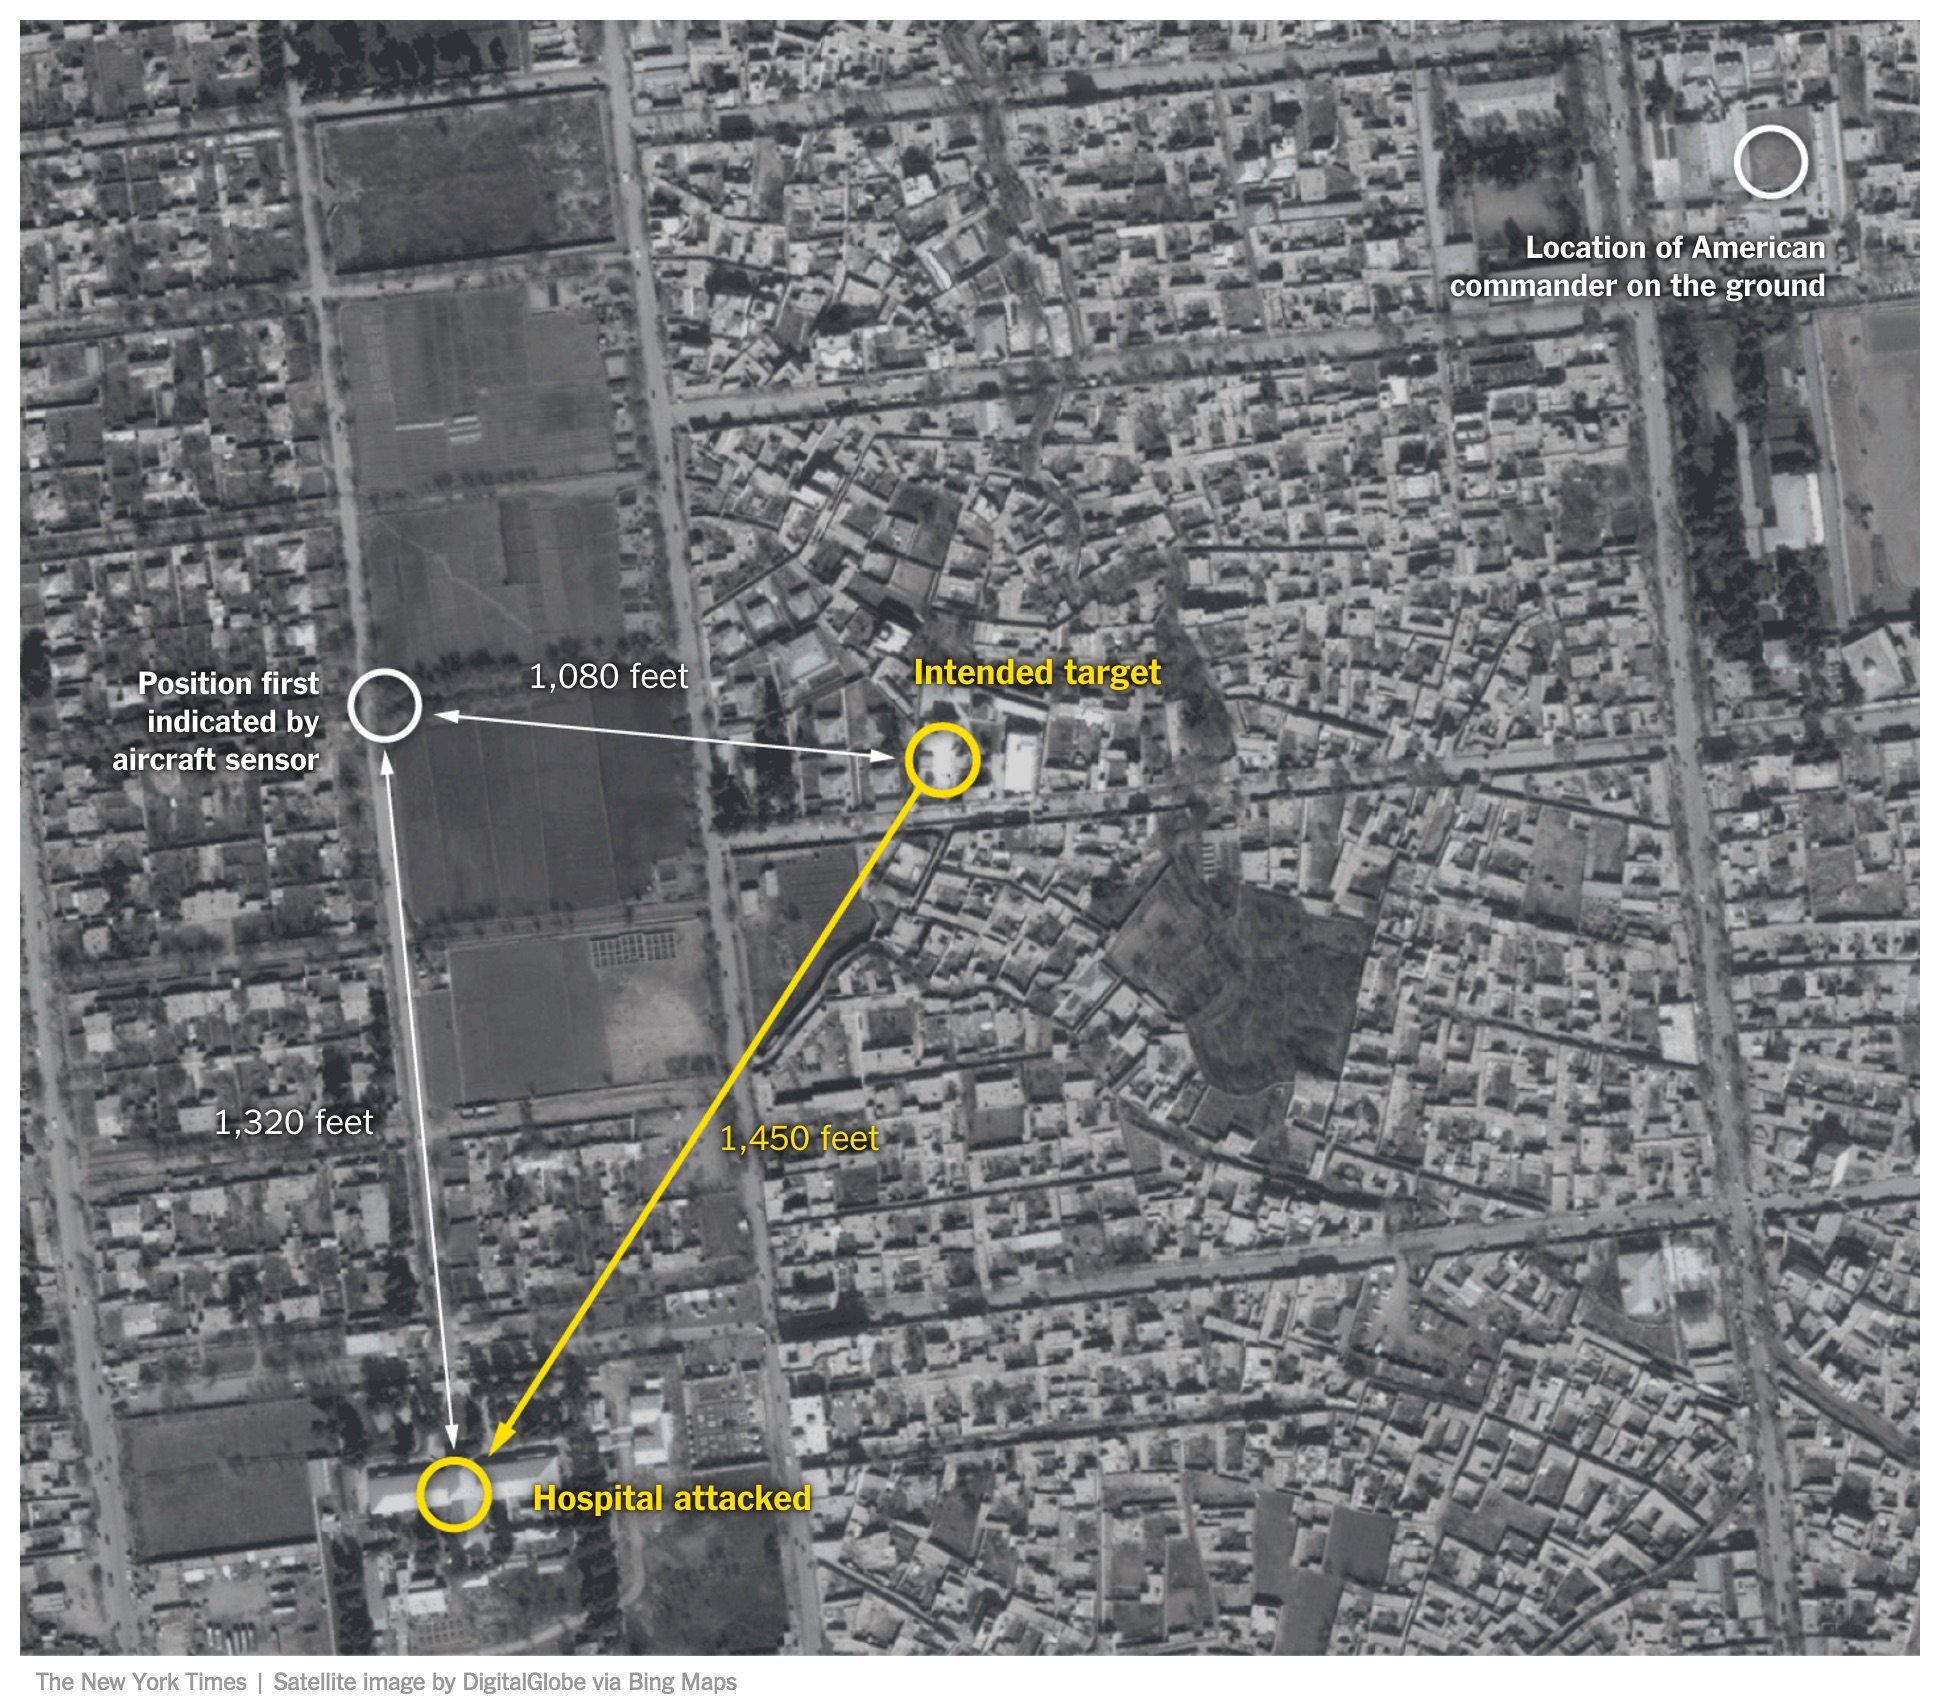 Location of American
commander on the ground
Position first
indicated by
aircraft sensor
1,080 feet
Intended target
1,320 feet
1,450 feet
Hospital attacked
The New York Times | Satellite image by DigitalGlobe via Bing Maps